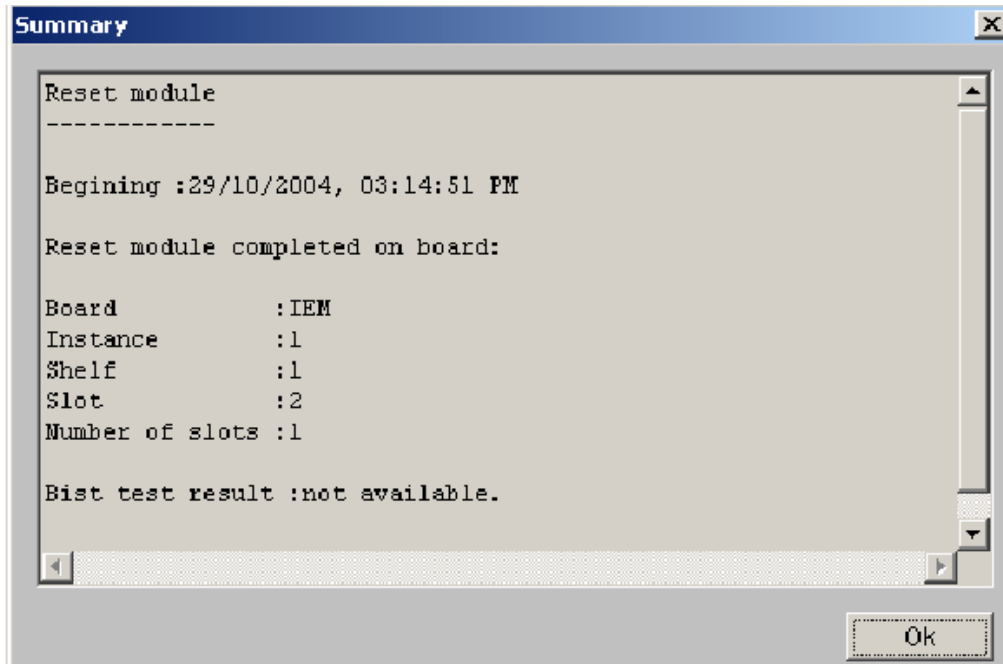 Summary
Reset module
------------
Begining :29/10/2004, 03:14:51 PM
Reset module completed on board:
Board            :IEM
Instance         :1
Shelf            :1
Slot             :2
Number of slots :1
Bist test result :not available.
Ok